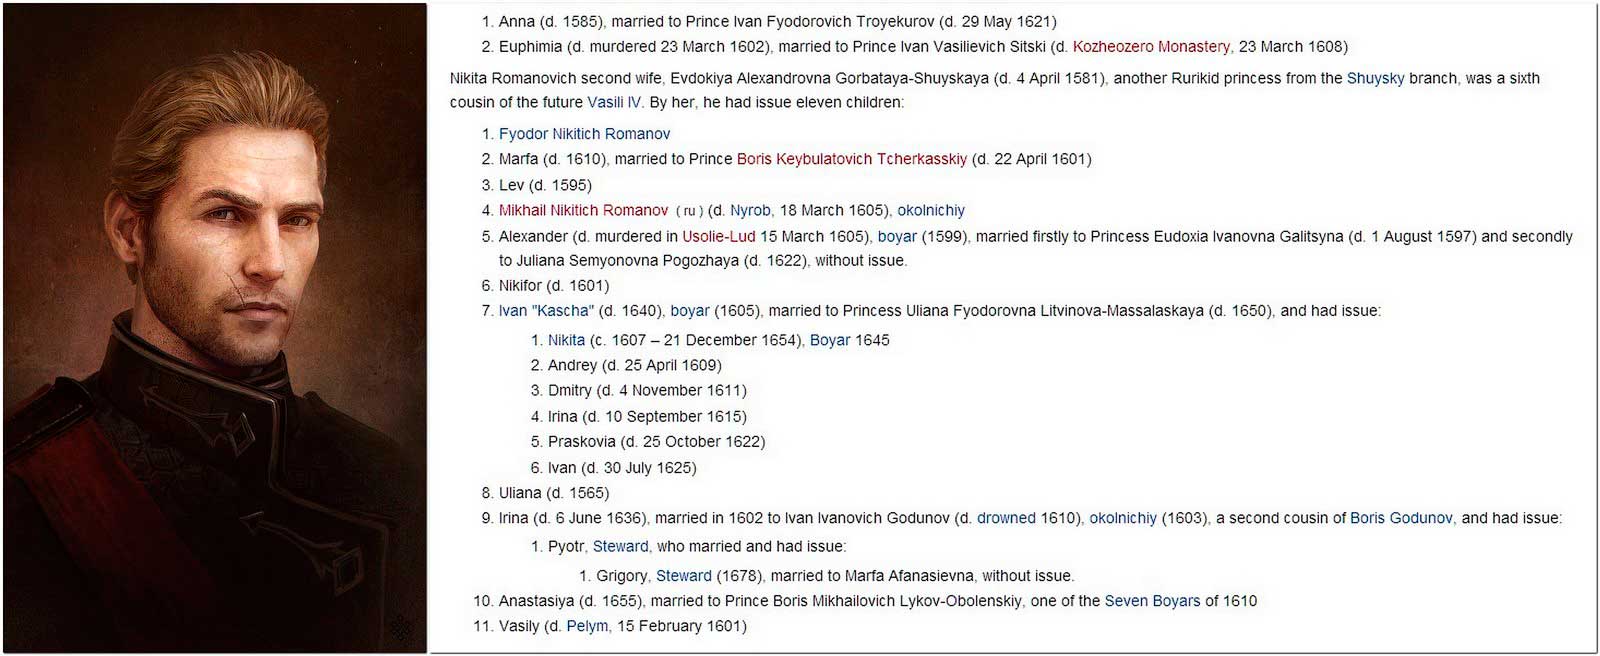 1. Anna (d. 1585), married to Prince Ivan Fyodorovich Troyekurov (d. 29 May 1621)
2. Euphimia (d. murdered 23 March 1602), married to Prince Ivan Vasilievich Sitski (d. Kozheozero Monastery, 23 March 1608)
Nikita Romanovich second wife, Evdokiya Alexandrovna Gorbataya-Shuyskaya (d. 4 April 1581), another Rurikid princess from the Shuysky branch, was a sixth
cousin of the future Vasili IV. By her, he had issue eleven children:
1. Fyodor Nikitich Romanov
2. Marfa (d. 1610), married to Prince Boris Keybulatovich Tcherkasskiy (d. 22 April 1601)
3. Lev (d. 1595)
4. Mikhail Nikitich Romanov (ru) (d. Nyrob, 18 March 1605), okolnichiy
5. Alexander (d. murdered in Usolie-Lud 15 March 1605), boyar (1599), married firstly to Princess Eudoxia Ivanovna Galitsyna (d. 1 August 1597) and secondly
to Juliana Semyonovna Pogozhaya (d. 1622), without issue.
6. Nikifor (d. 1601)
7. Ivan "Kascha" (d. 1640), boyar (1605), married to Princess Uliana Fyodorovna Litvinova-Massalaskaya (d. 1650), and had issue:
1. Nikita (c. 1607 – 21 December 1654), Boyar 1645
2. Andrey (d. 25 April 1609)
3. Dmitry (d. 4 November 1611)
4. Irina (d. 10 September 1615)
5. Praskovia (d. 25 October 1622)
6. Ivan (d. 30 July 1625)
8. Uliana (d. 1565)
9. Irina (d. 6 June 1636), married in 1602 to Ivan Ivanovich Godunov (d. drowned 1610), okolnichiy (1603), a second cousin of Boris Godunov, and had issue:
1. Pyotr, Steward, who married and had issue:
1. Grigory, Steward (1678), married to Marfa Afanasievna, without issue.
10. Anastasiya (d. 1655), married to Prince Boris Mikhailovich Lykov-Obolenskiy, one of the Seven Boyars of 1610
11. Vasily (d. Pelym, 15 February 1601)